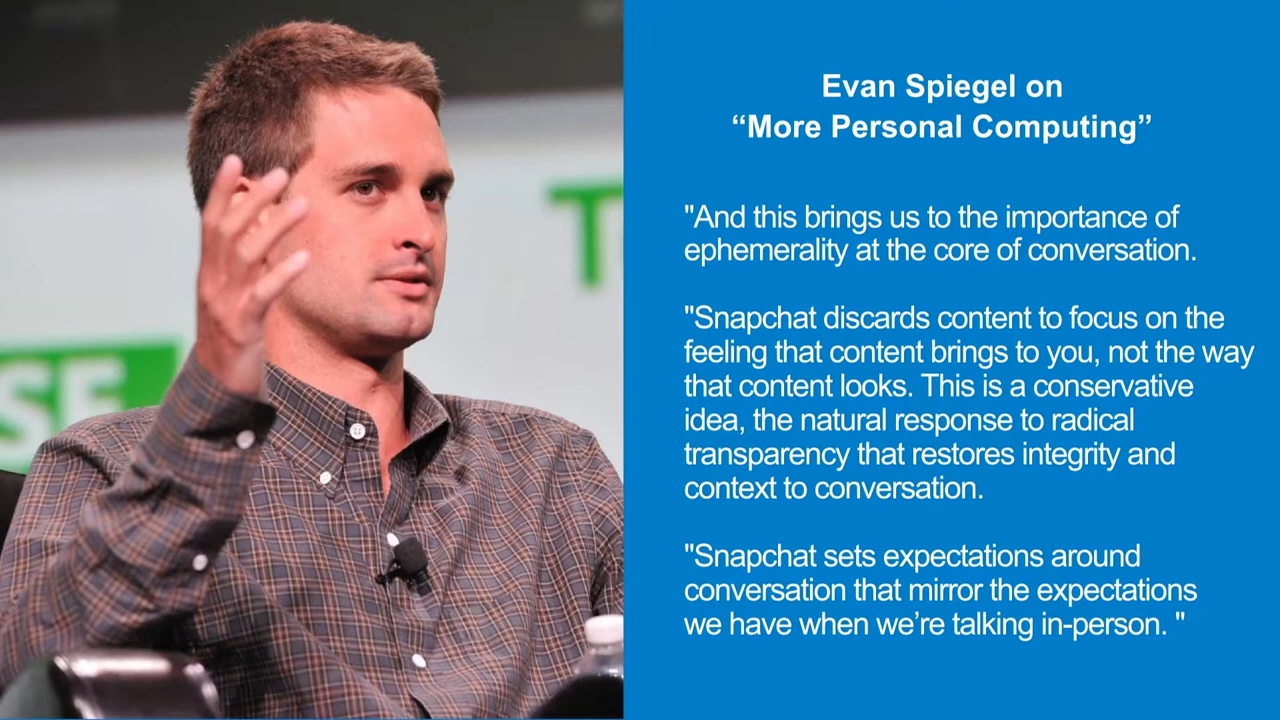 T
SE
Evan Spiegel on
“More Personal Computing”
"And this brings us to the importance of
ephemerality at the core of conversation.
"Snapchat discards content to focus on the
feeling that content brings to you, not the way
that content looks. This is a conservative
idea, the natural response to radical
transparency that restores integrity and
context to conversation.
"Snapchat sets expectations around
conversation that mirror the expectations
we have when we’re talking in-person. "